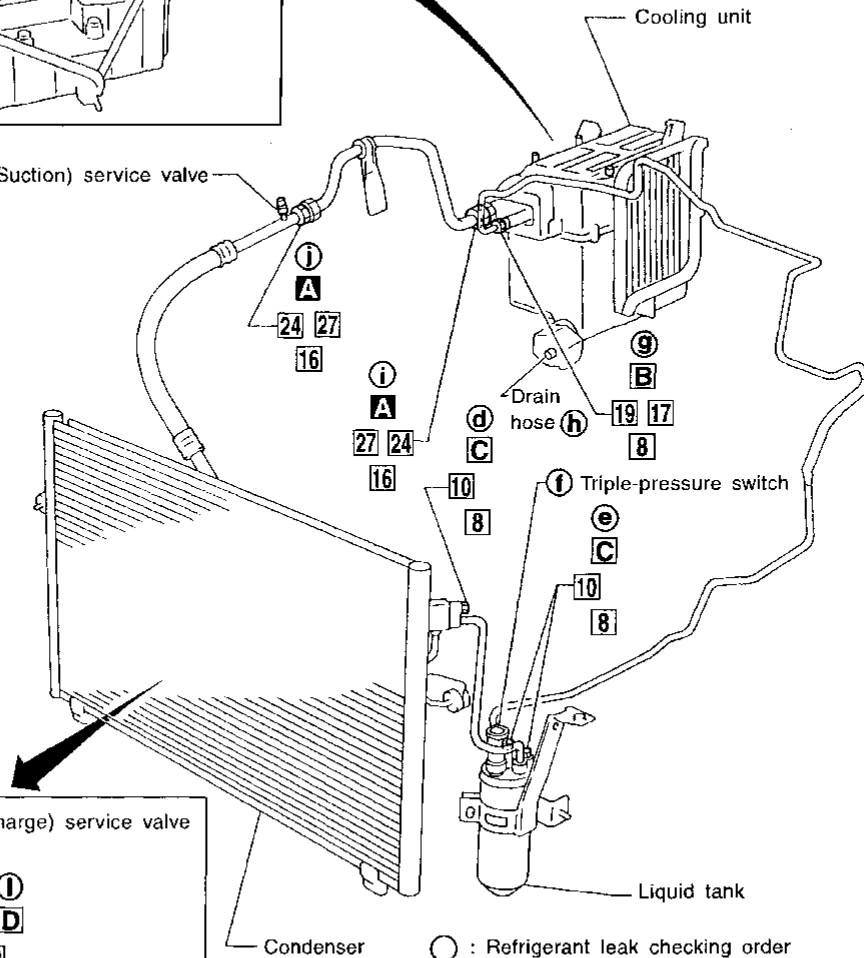 Cooling unit
(Suction) service valve
j
A
24 27
16
i
A
27 24
16
d
C
10
8
Drain
hose h
g
B
19 17
8
f Triple-pressure switch
e
C
10
8
harge) service valve
l
D
Liquid tank
Condenser
: Refrigerant leak checking order